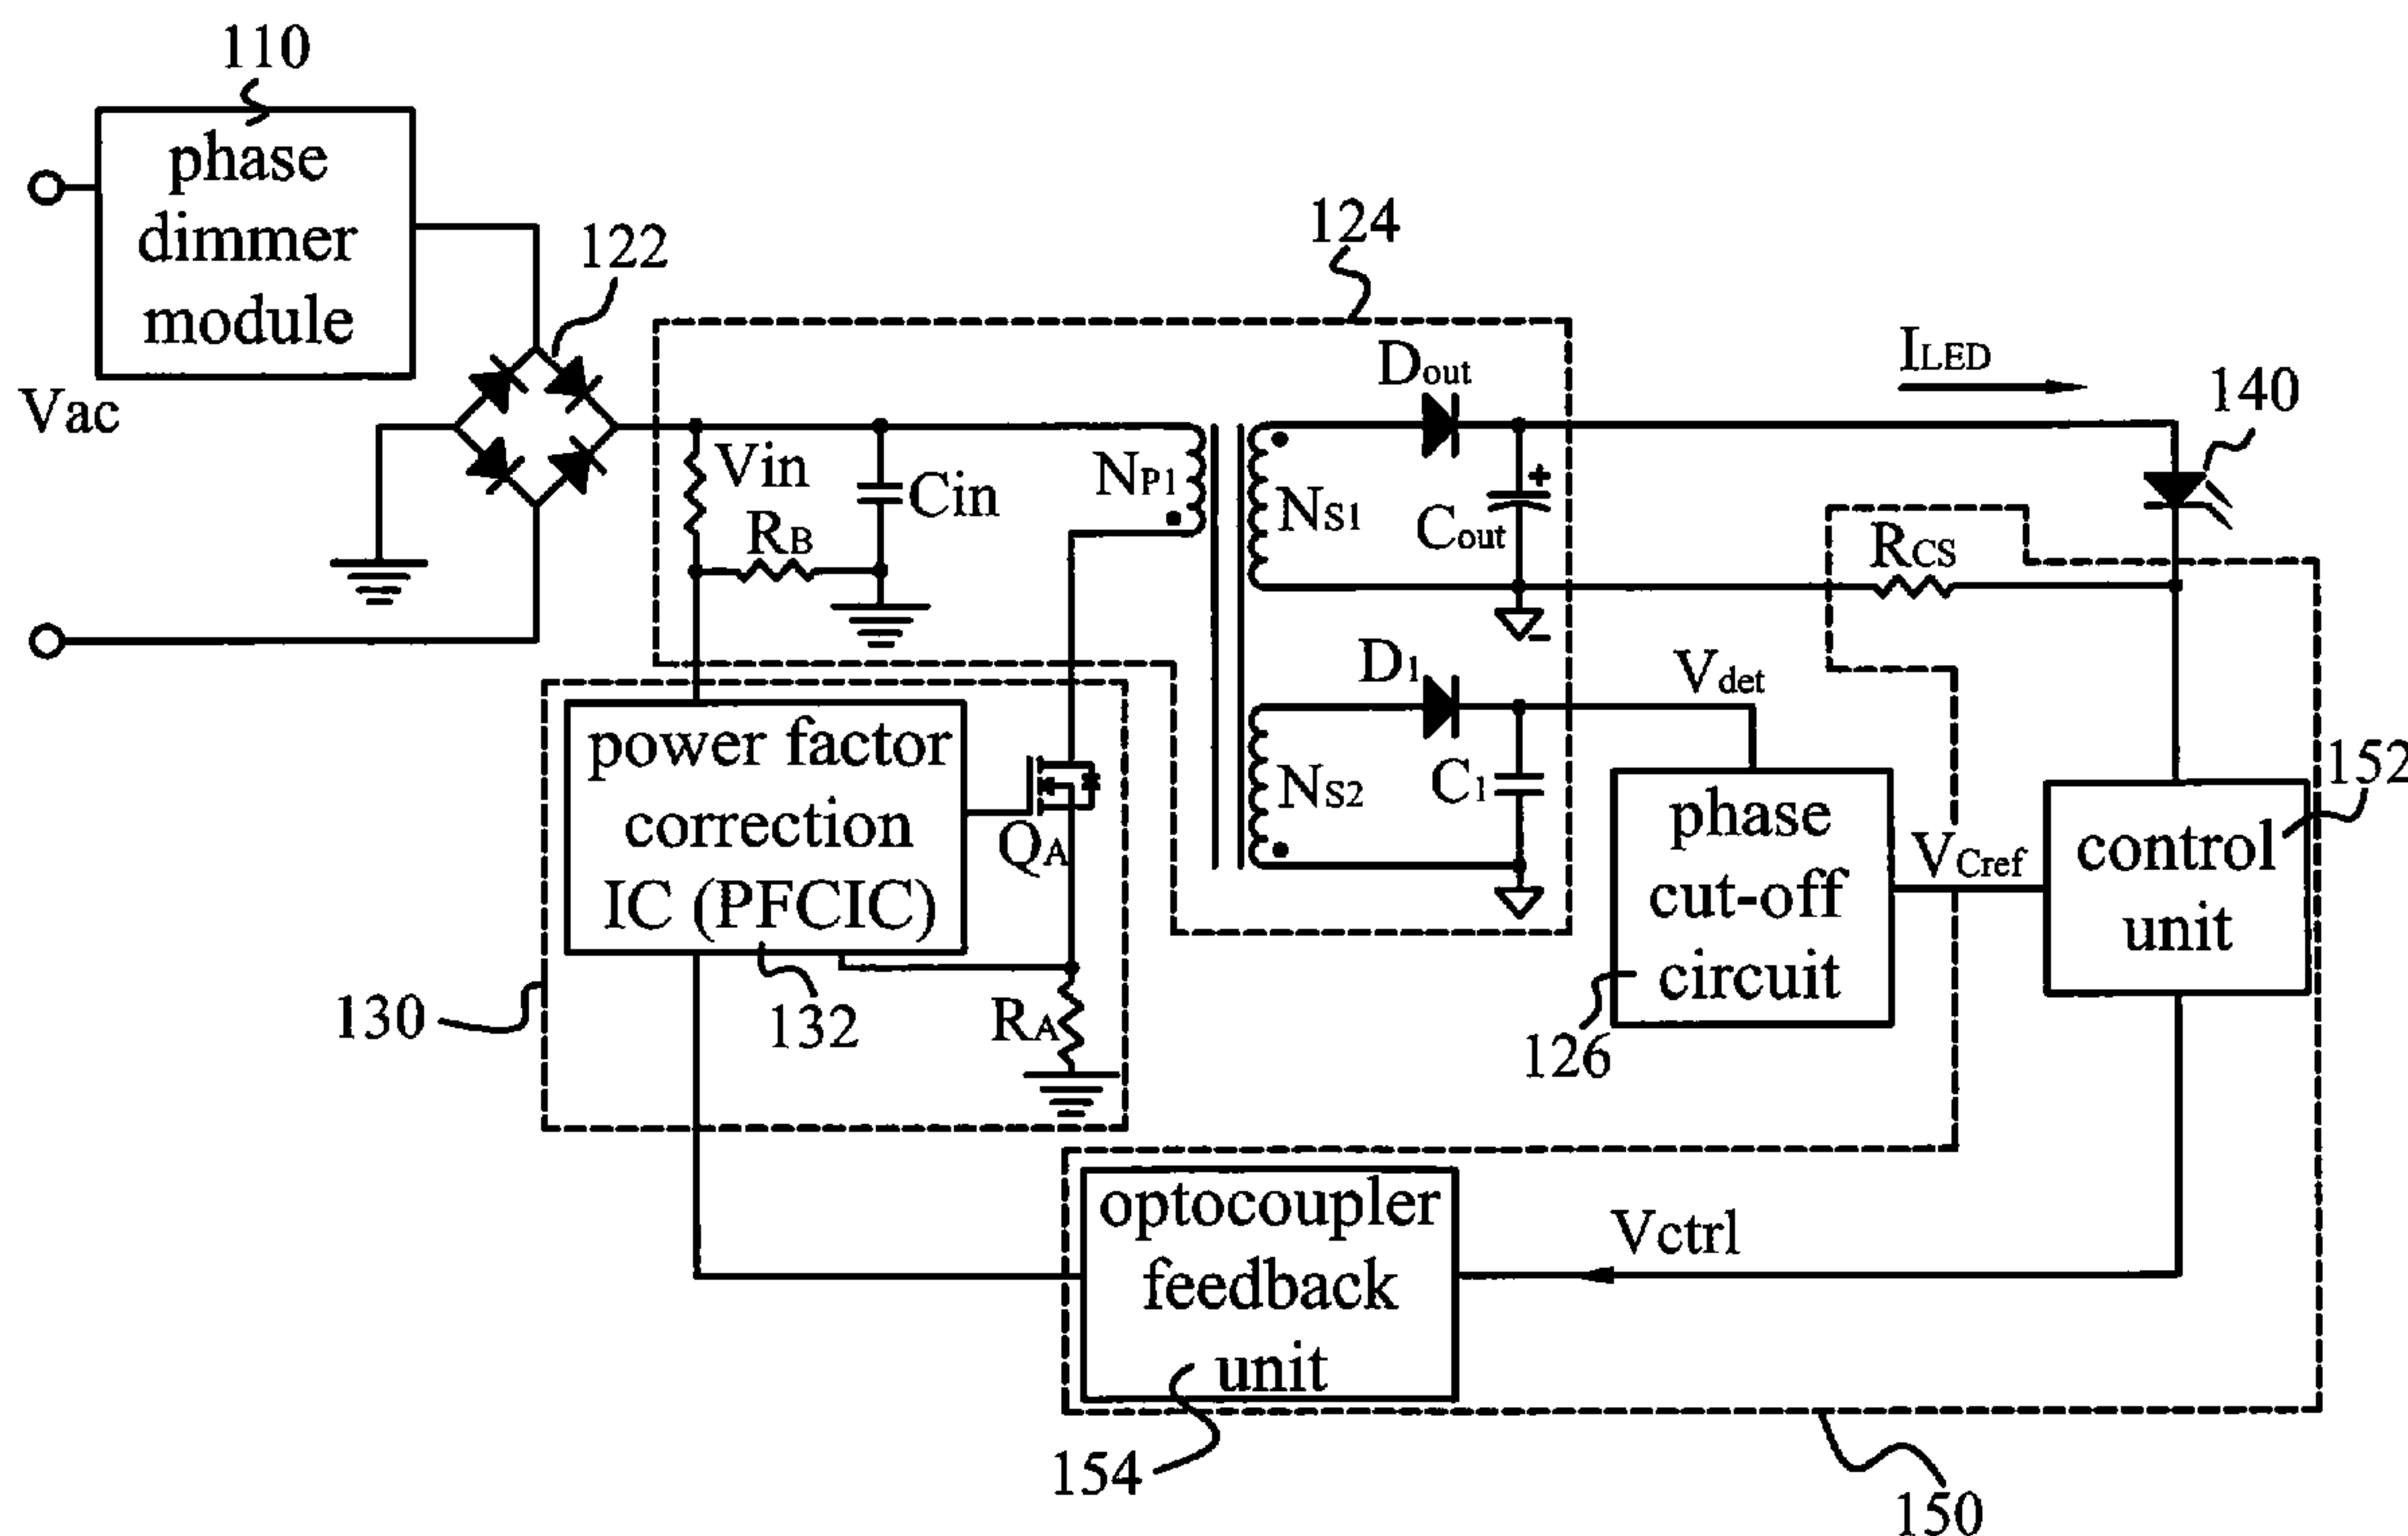 110
phase
dimmer
module
Vac
122
124
Vin
RB
Cin
NP1
NS1
Dout
Cout
ILED
140
RCS
D1
Vdet
NS2
C1
power factor
correction
IC (PFCIC)
QA
RA
130
132
phase
cut-off
circuit
126
VCref
control
unit
152
optocoupler
feedback
unit
Vctrl
154
150